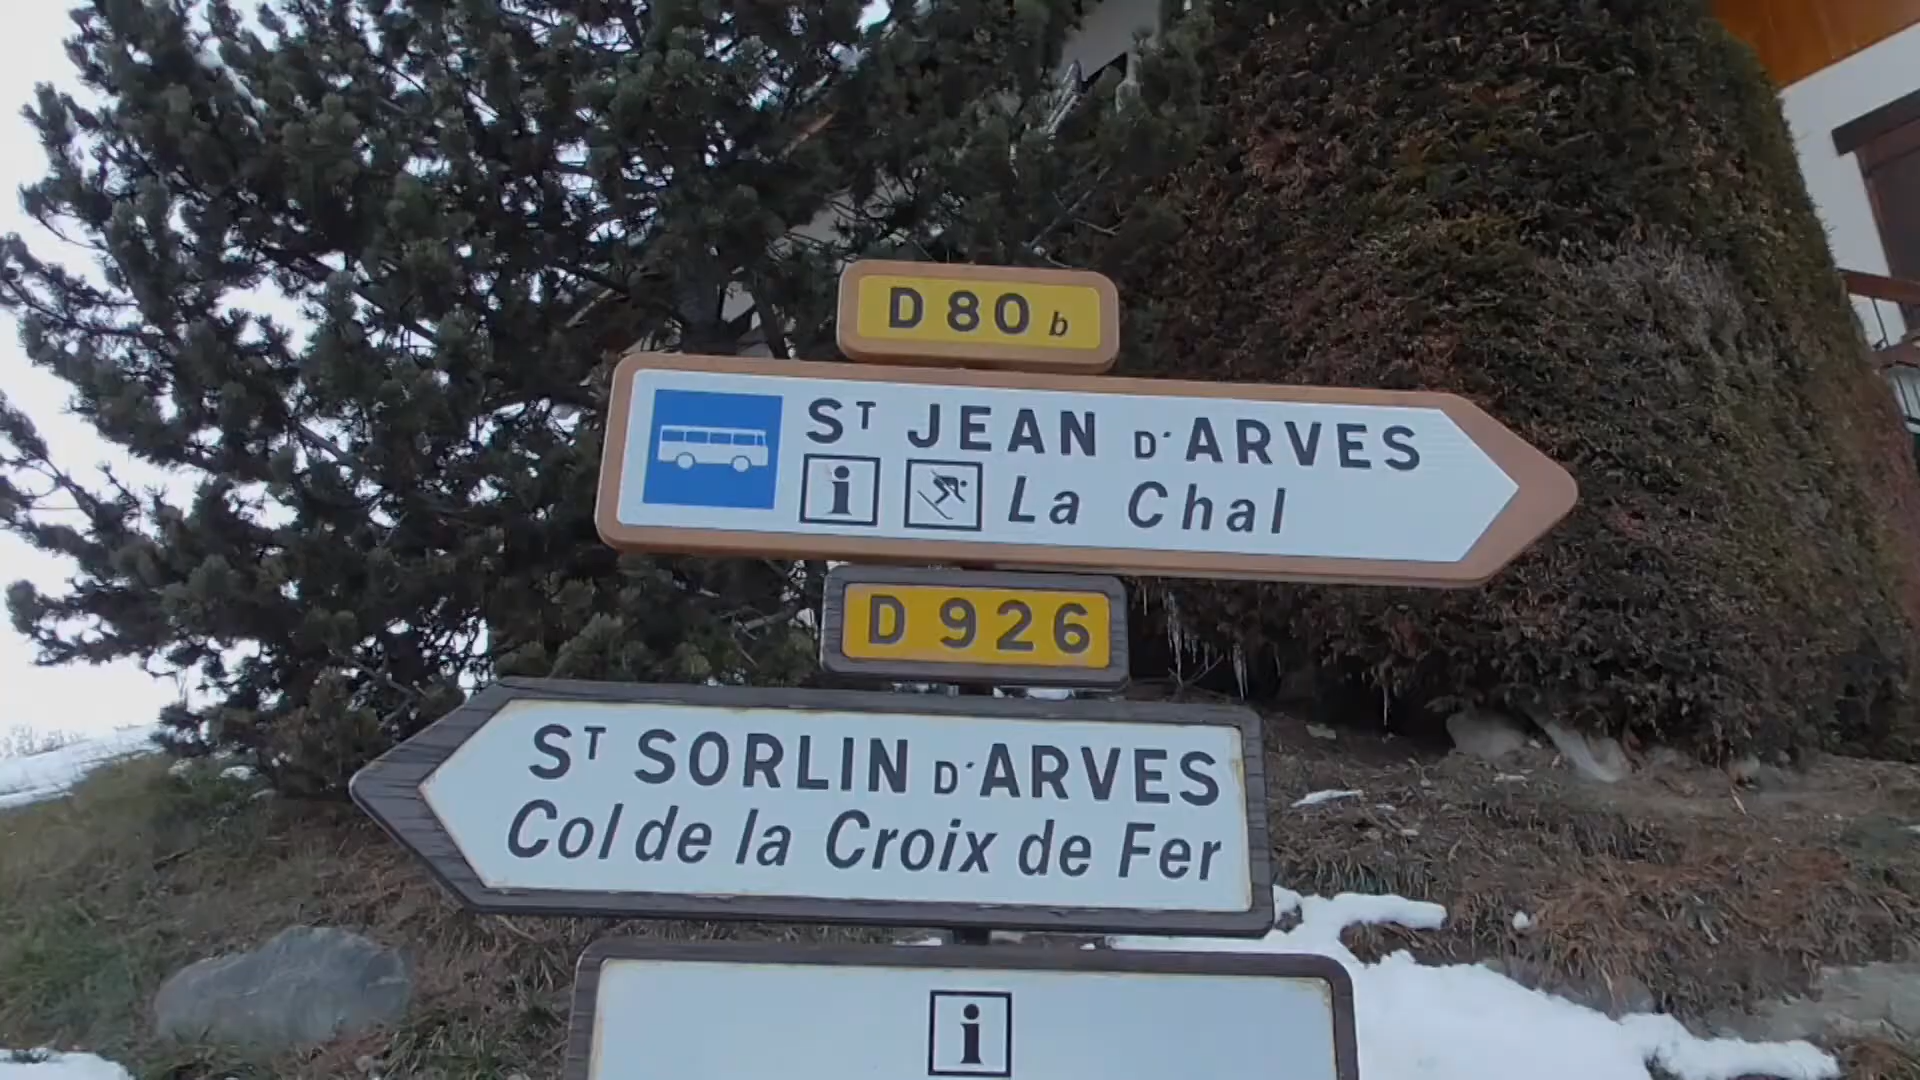 D 80 b
ST JEAN D'ARVES
i La Chal
D 926
ST SORLIN D'ARVES
Col de la Croix de Fer
i